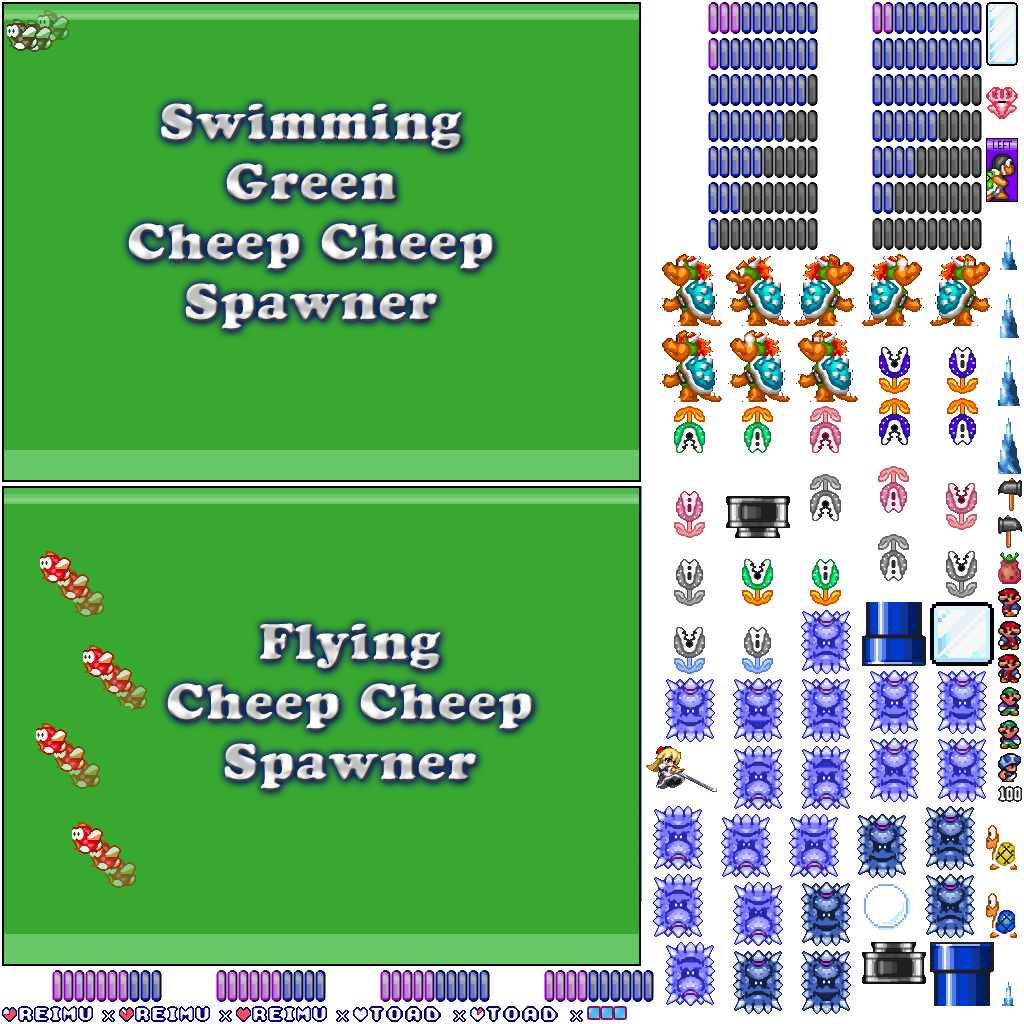 Swimming
Green
Cheep Cheep
Spawner
LEFT
Flying
Cheep Cheep
Spawner
100
REIMU x REIMU x REIMU x TOAD x TOAD x